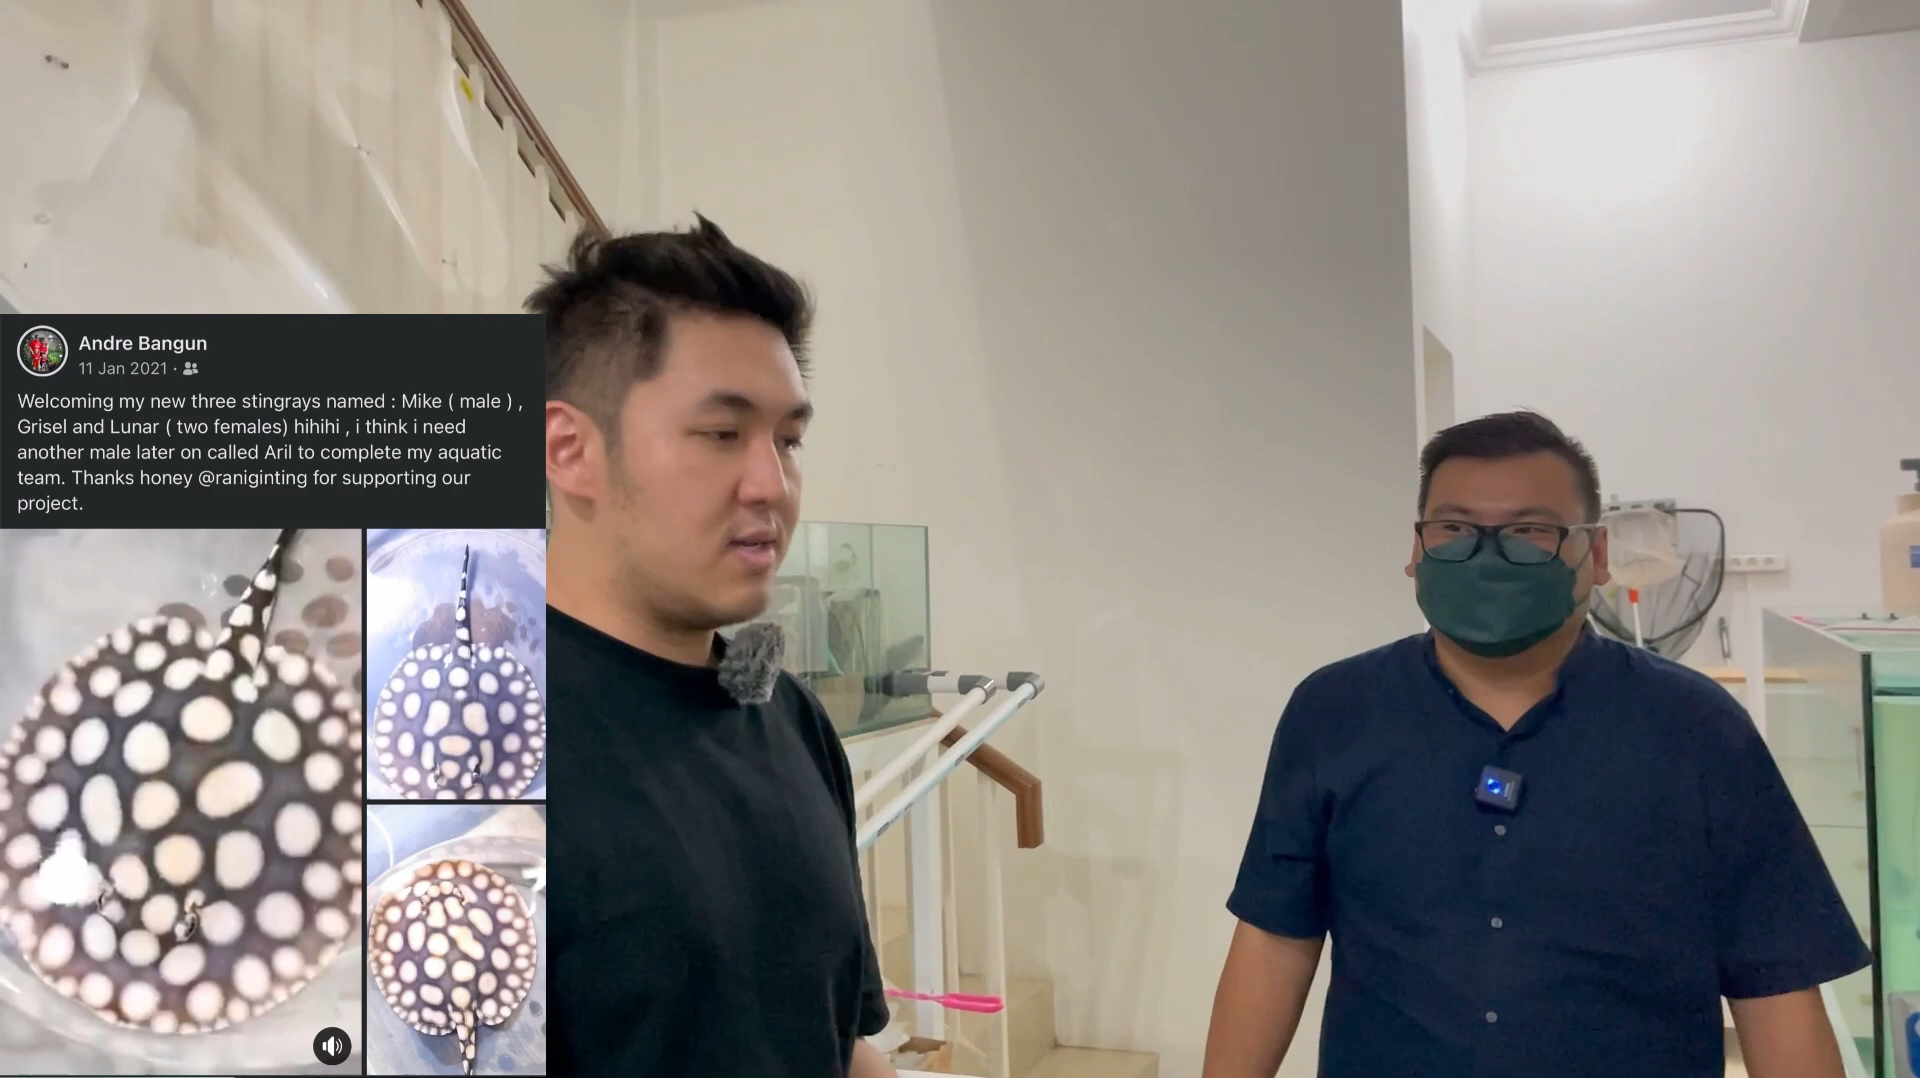 Andre Bangun
11 Jan 2021 ·
Welcoming my new three stingrays named : Mike ( male ) ,
Grisel and Lunar ( two females) hihihi , i think i need
another male later on called Aril to complete my aquatic
team. Thanks honey @raniginting for supporting our
project.